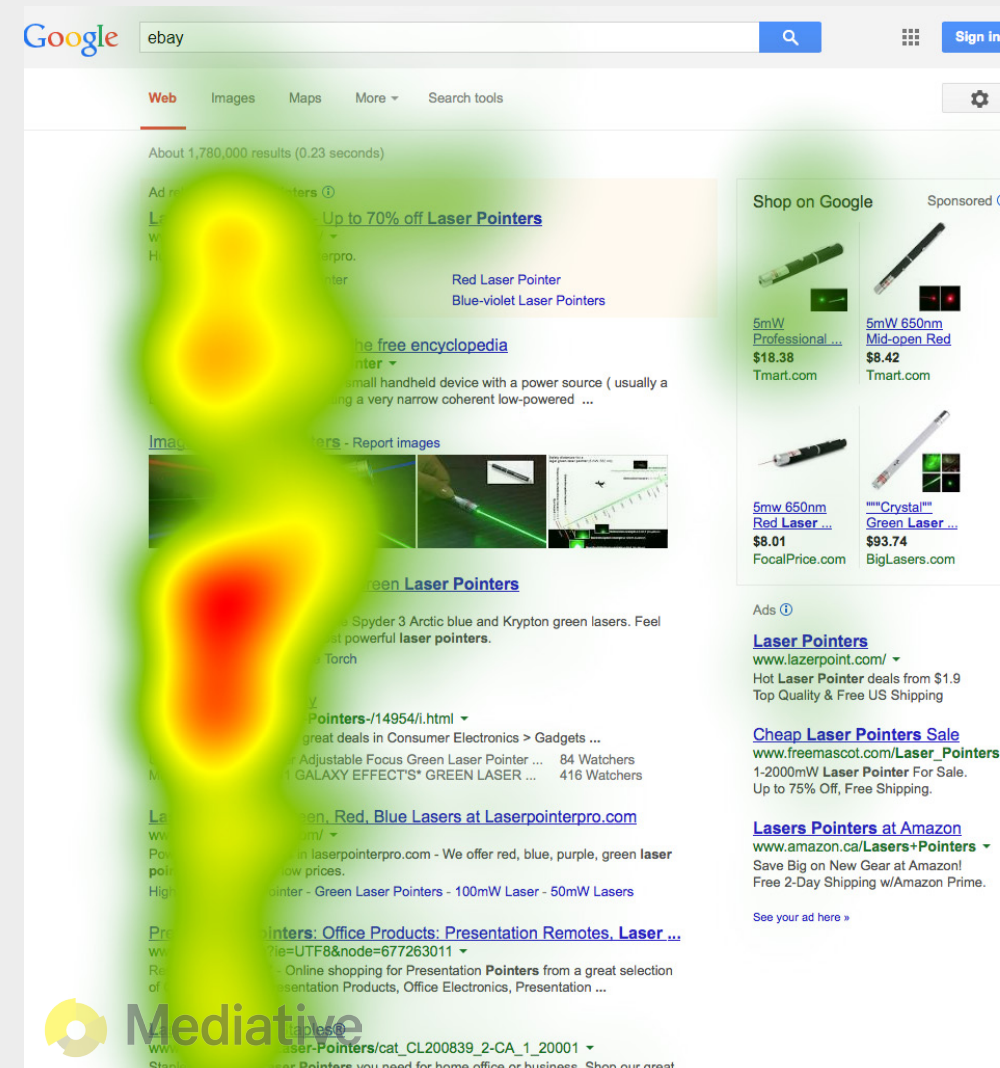 Google
ebay
Sign in
Web Images Maps More Search tools
About 1,780,000 results (0.23 seconds)
Ad
Up to 70% off Laser Pointers
Red Laser Pointer
Blue-violet Laser Pointers
the free encyclopedia
small handheld device with a power source ( usually a
a very narrow coherent low-powered ...
- Report images
Green Laser Pointers
Spyder 3 Arctic blue and Krypton green lasers. Feel
powerful laser pointers.
Torch
Pointers-/14954/i.html
great deals in Consumer Electronics > Gadgets ...
Adjustable Focus Green Laser Pointer ... 84 Watchers
GALAXY EFFECT'S* GREEN LASER ... 416 Watchers
Red, Blue Lasers at Laserpointerpro.com
in laserpointerpro.com - We offer red, blue, purple, green laser
low prices.
- Green Laser Pointers - 100mW Laser - 50mW Lasers
Pointers: Office Products: Presentation Remotes, Laser ...
?ie=UTF8&node=677263011
- Online shopping for Presentation Pointers from a great selection
of Presentation Products, Office Electronics, Presentation ...
Staples®
Laser-Pointers/cat_CL200839_2-CA_1_20001
Laser Pointers you need for home office or business. Shop our great
Shop on Google Sponsored
5mW
Professional ...
$18.38
Tmart.com
5mW 650nm
Mid-open Red
$8.42
Tmart.com
5mw 650nm
Red Laser ...
$8.01
FocalPrice.com
"""Crystal""
Green Laser ...
$93.74
BigLasers.com
Ads
Laser Pointers
www.lazerpoint.com/
Hot Laser Pointer deals from $1.9
Top Quality & Free US Shipping
Cheap Laser Pointers Sale
www.freemascot.com/Laser_Pointers
1-2000mW Laser Pointer For Sale.
Up to 75% Off, Free Shipping.
Lasers Pointers at Amazon
www.amazon.ca/Lasers+Pointers
Save Big on New Gear at Amazon!
Free 2-Day Shipping w/Amazon Prime.
See your ad here »
Mediative